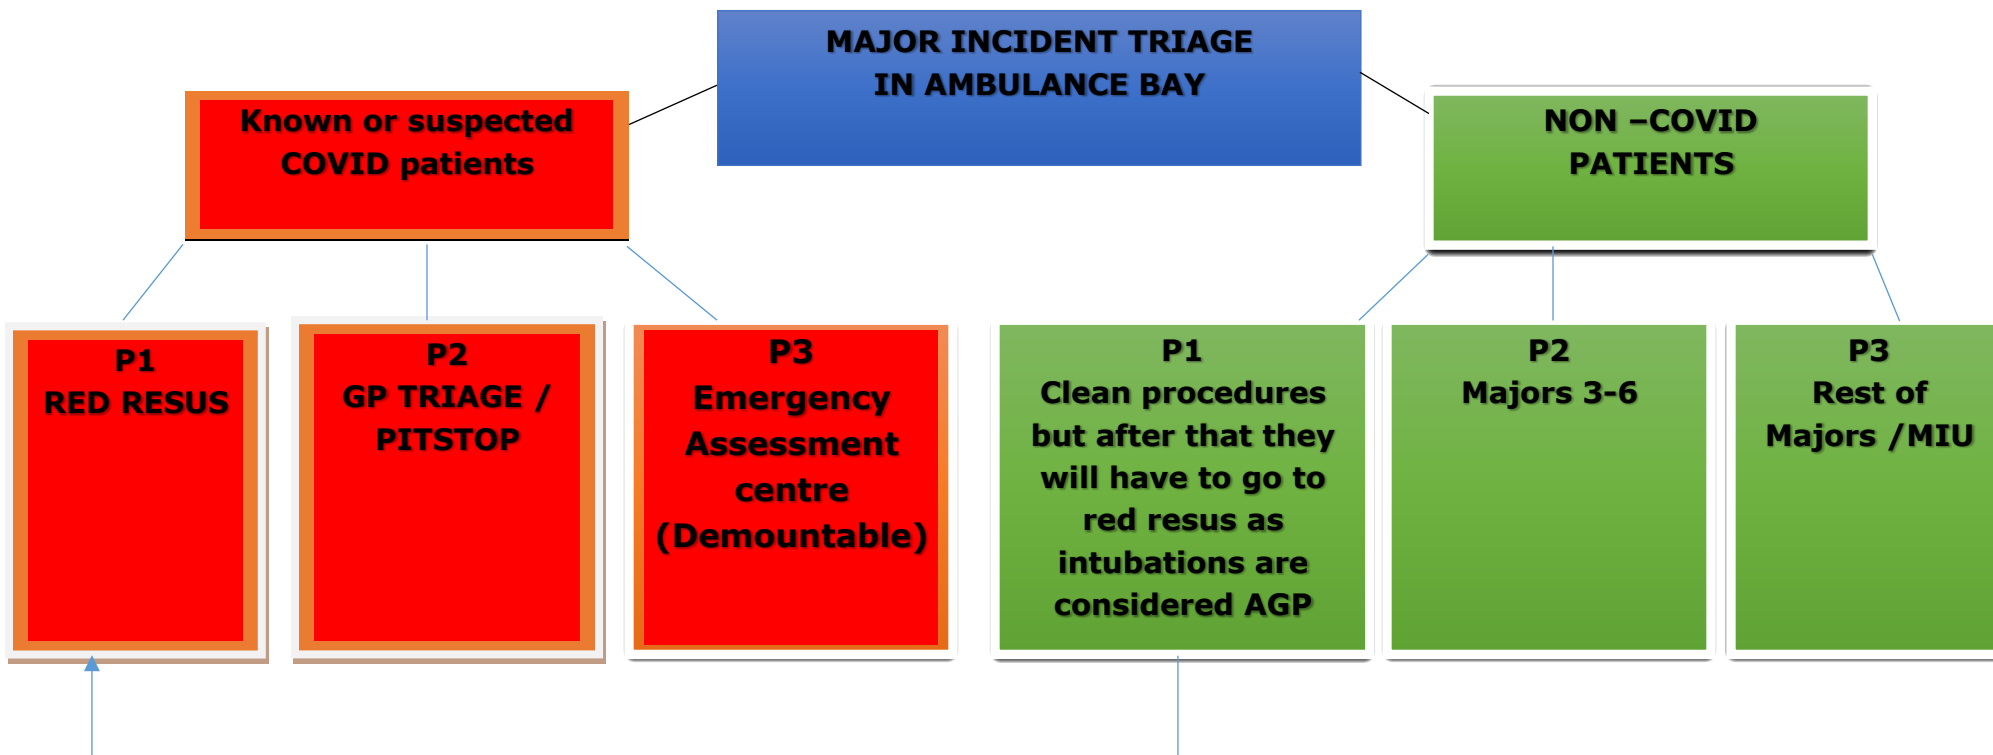 MAJOR INCIDENT TRIAGE
IN AMBULANCE BAY
Known or suspected
COVID patients
NON –COVID
PATIENTS
P1
RED RESUS
P2
GP TRIAGE /
PITSTOP
P3
Emergency
Assessment
centre
(Demountable)
P1
Clean procedures
but after that they
will have to go to
red resus as
intubations are
considered AGP
P2
Majors 3-6
P3
Rest of
Majors /MIU